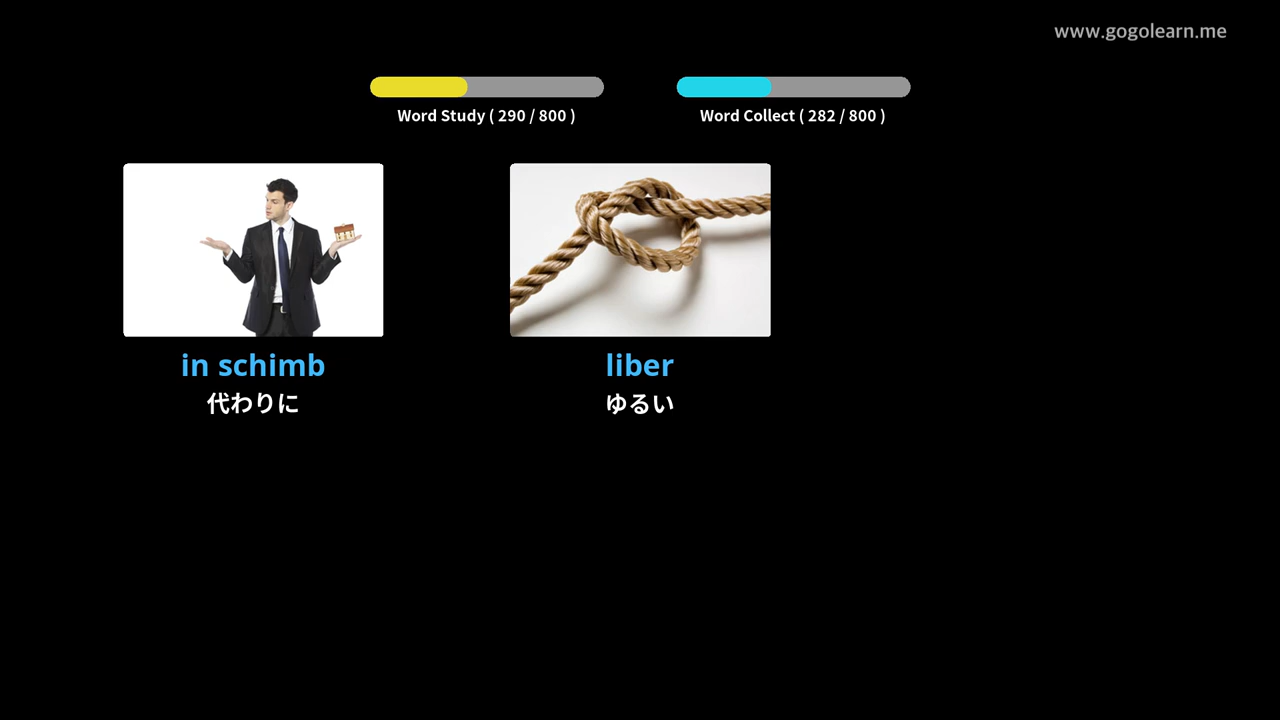 www.gogolearn.me
Word Study ( 290 / 800 )
Word Collect ( 282 / 800 )
in schimb
代わりに
liber
ゆるい